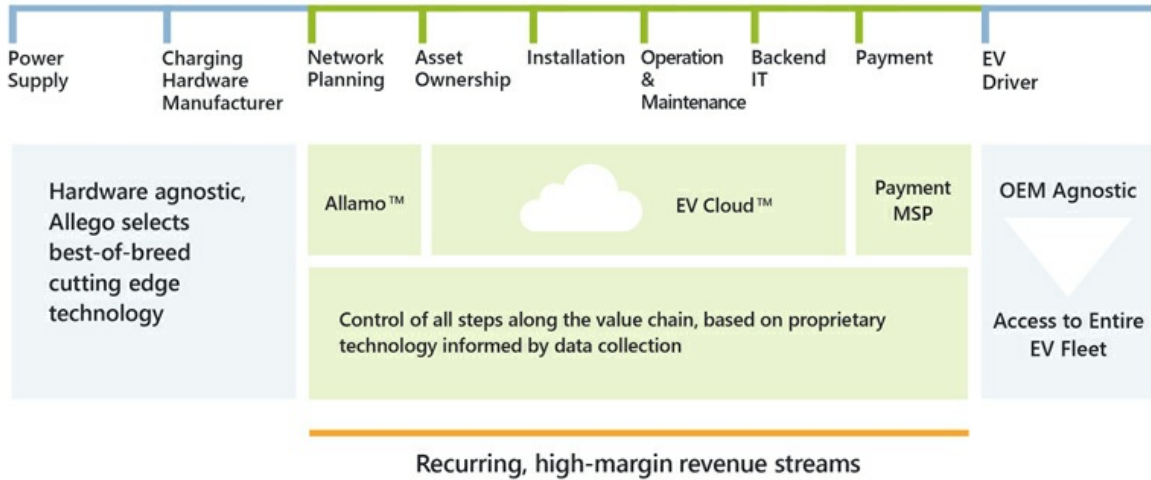 Power
Supply
Charging
Hardware
Manufacturer
Network
Planning
Asset
Ownership
Installation
Operation
&
Maintenance
Backend
IT
Payment
EV
Driver
Hardware agnostic,
Allego selects
best-of-breed
cutting edge
technology
Allamo™
EV Cloud™
Payment
MSP
OEM Agnostic
Control of all steps along the value chain, based on proprietary
technology informed by data collection
Access to Entire
EV Fleet
Recurring, high-margin revenue streams